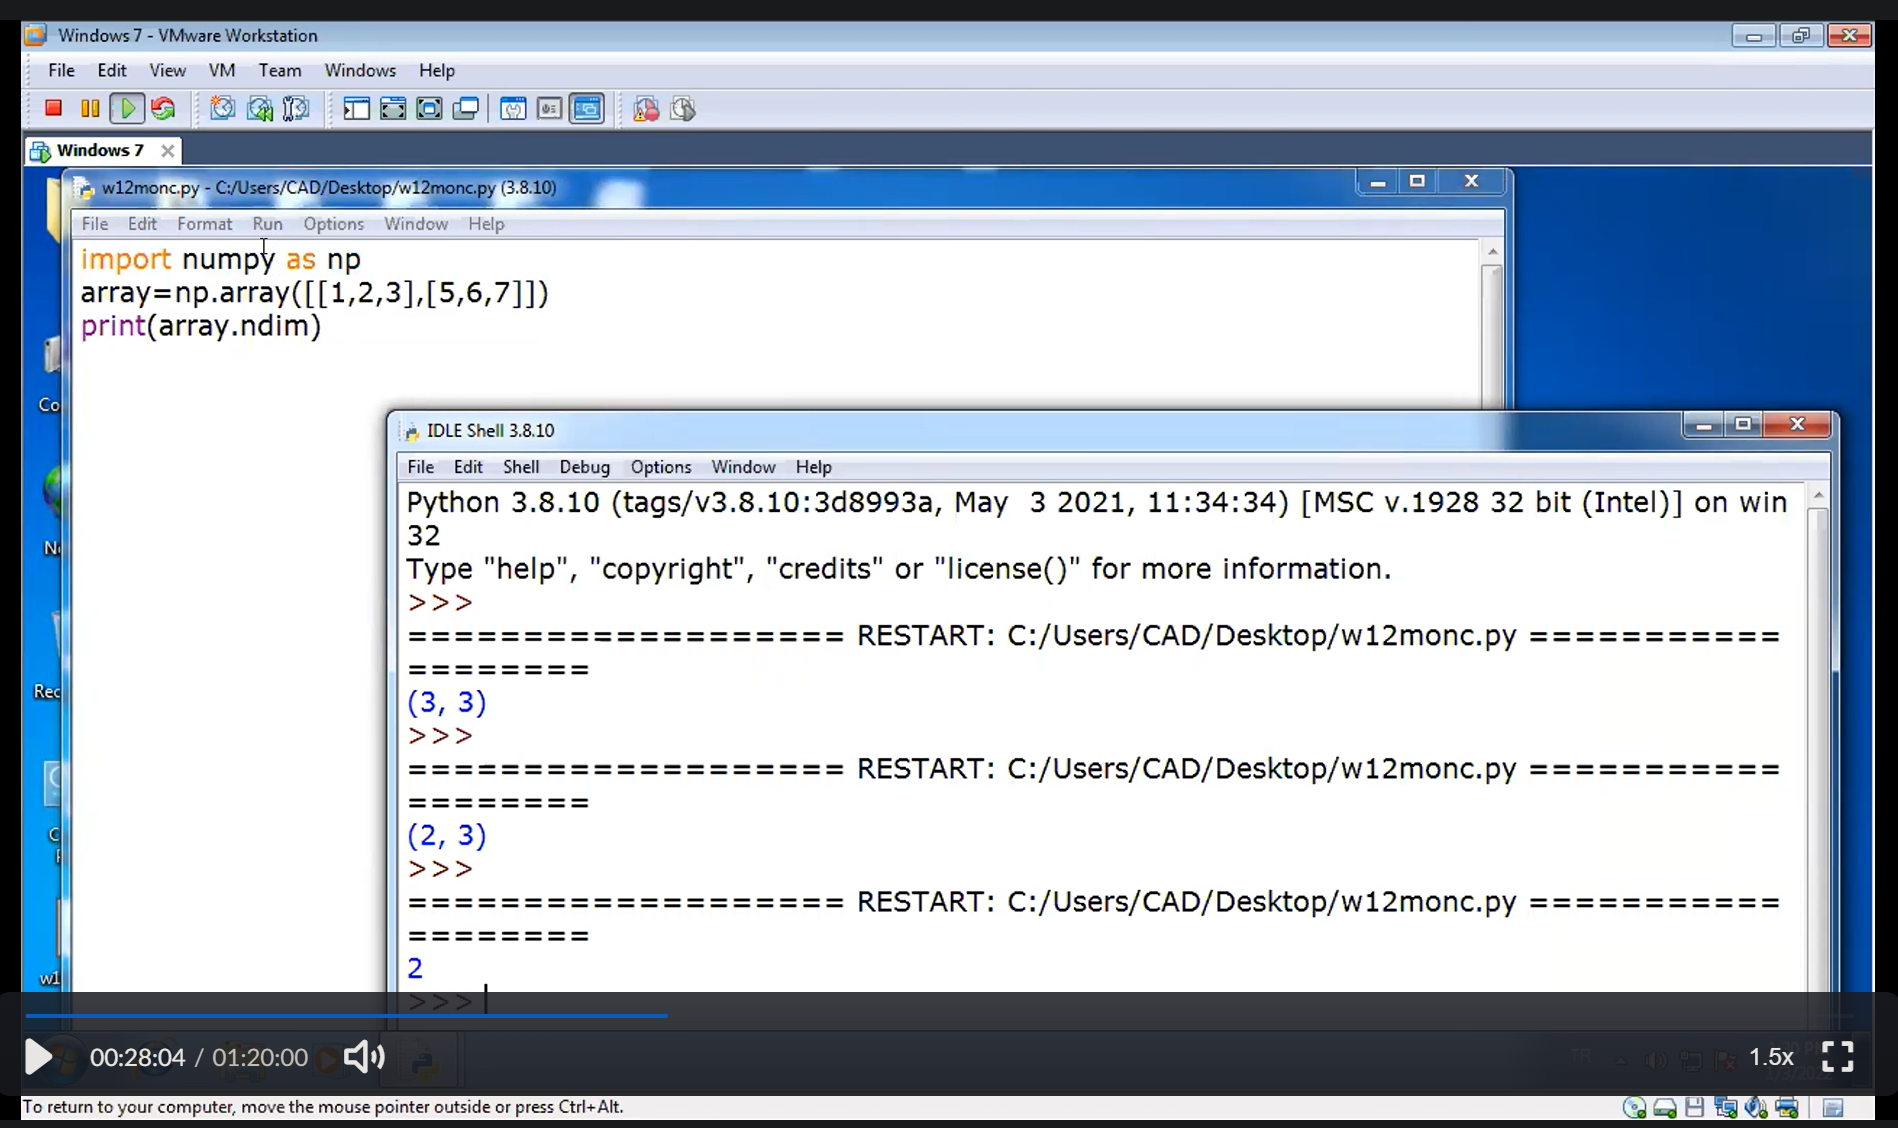 Windows 7 - VMware Workstation
File Edit View VM Team Windows Help
Windows 7
w12monc.py - C:/Users/CAD/Desktop/w12monc.py (3.8.10)
File Edit Format Run Options Window Help
import numpy as np
array=np.array([[1,2,3],[5,6,7]])
print(array.ndim)
Co
IDLE Shell 3.8.10
File Edit Shell Debug Options Window Help
Python 3.8.10 (tags/v3.8.10:3d8993a, May  3 2021, 11:34:34) [MSC v.1928 32 bit (Intel)] on win
32
Type "help", "copyright", "credits" or "license()" for more information.
>>>
=================== RESTART: C:/Users/CAD/Desktop/w12monc.py ===========
========
(3, 3)
>>>
=================== RESTART: C:/Users/CAD/Desktop/w12monc.py ===========
========
(2, 3)
>>>
=================== RESTART: C:/Users/CAD/Desktop/w12monc.py ===========
========
2
>>>
Rec
w1
00:28:04 / 01:20:00
TR
1.5x
To return to your computer, move the mouse pointer outside or press Ctrl+Alt.